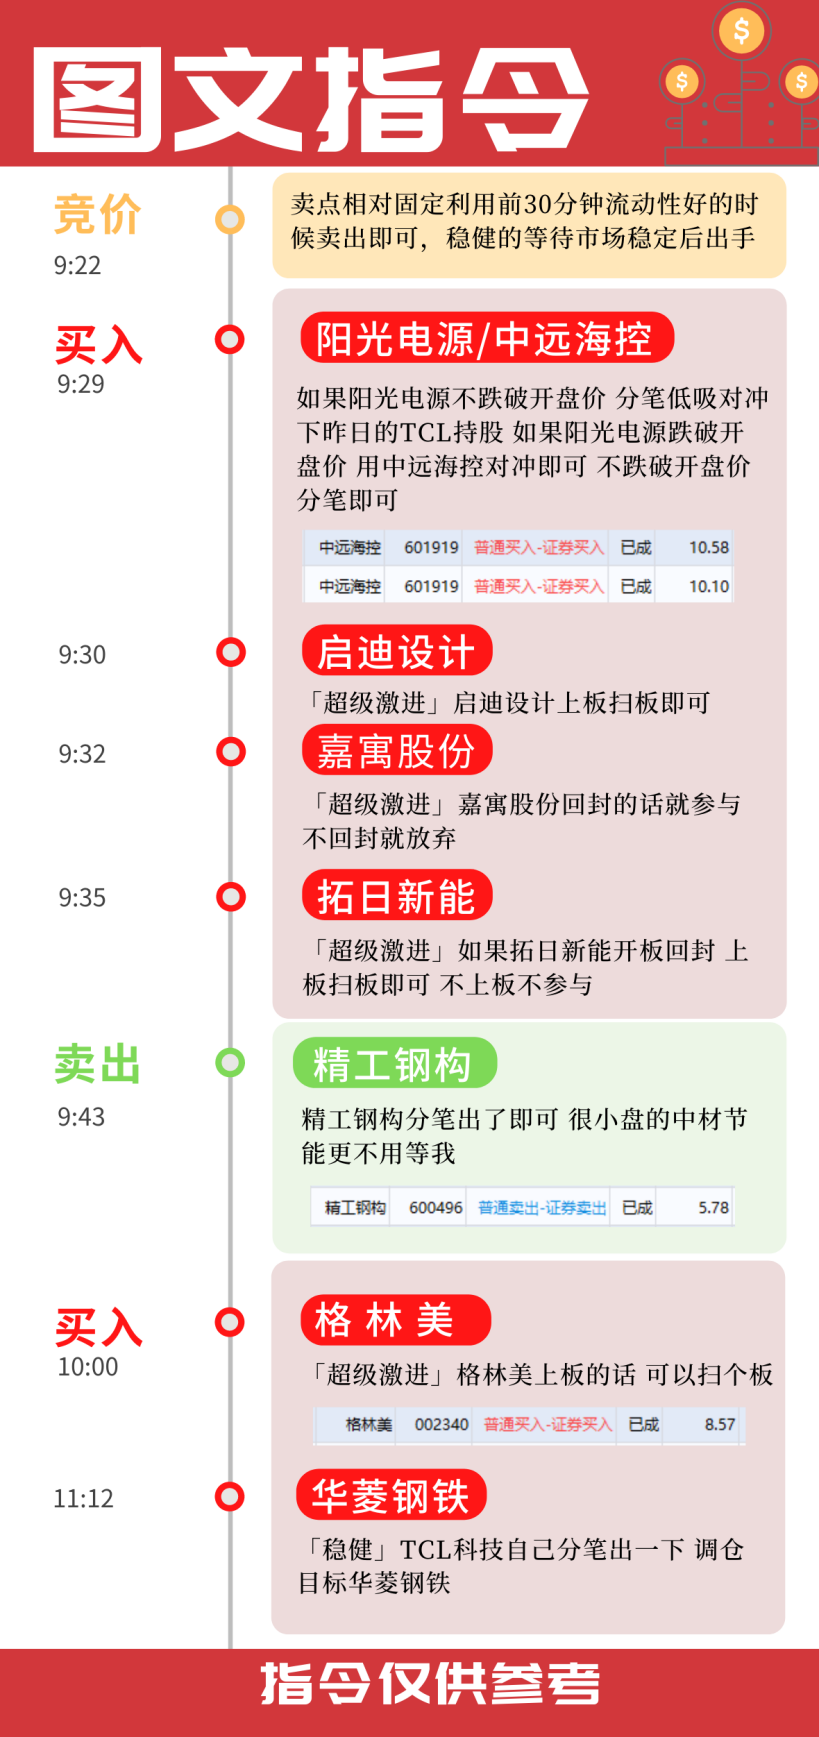 图文指令
竞价
9:22
卖点相对固定利用前30分钟流动性好的时
候卖出即可，稳健的等待市场稳定后出手
买入
9:29
阳光电源/中远海控
如果阳光电源不跌破开盘价 分笔低吸对冲
下昨日的TCL持股 如果阳光电源跌破开
盘价 用中远海控对冲即可 不跌破开盘价
分笔即可
中远海控 601919 普通买入-证券买入 已成 10.58
中远海控 601919 普通买入-证券买入 已成 10.10
9:30
启迪设计
「超级激进」启迪设计上板扫板即可
9:32
嘉寓股份
「超级激进」嘉寓股份回封的话就参与
不回封就放弃
9:35
拓日新能
「超级激进」如果拓日新能开板回封 上
板扫板即可 不上板不参与
卖出
9:43
精工钢构
精工钢构分笔出了即可 很小盘的中材节
能更不用等我
精工钢构 600496 普通卖出-证券卖出 已成 5.78
买入
10:00
格林美
「超级激进」格林美上板的话 可以扫个板
格林美 002340 普通买入-证券买入 已成 8.57
11:12
华菱钢铁
「稳健」TCL科技自己分笔出一下 调仓
目标华菱钢铁
指令仅供参考